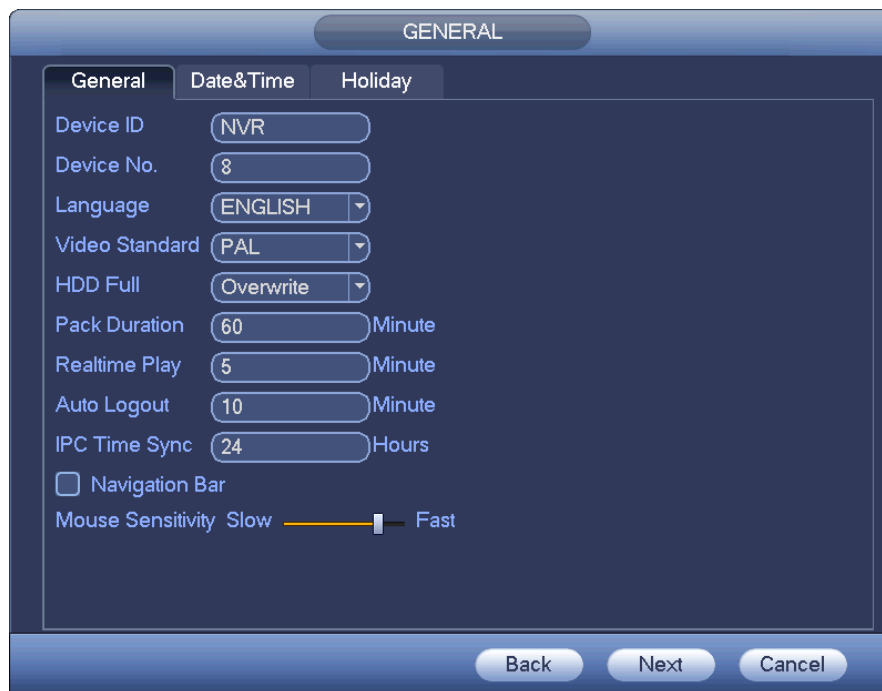 GENERAL
General Date&Time Holiday
Device ID NVR
Device No. 8
Language ENGLISH
Video Standard PAL
HDD Full Overwrite
Pack Duration 60 Minute
Realtime Play 5 Minute
Auto Logout 10 Minute
IPC Time Sync 24 Hours
Navigation Bar
Mouse Sensitivity Slow Fast
Back Next Cancel